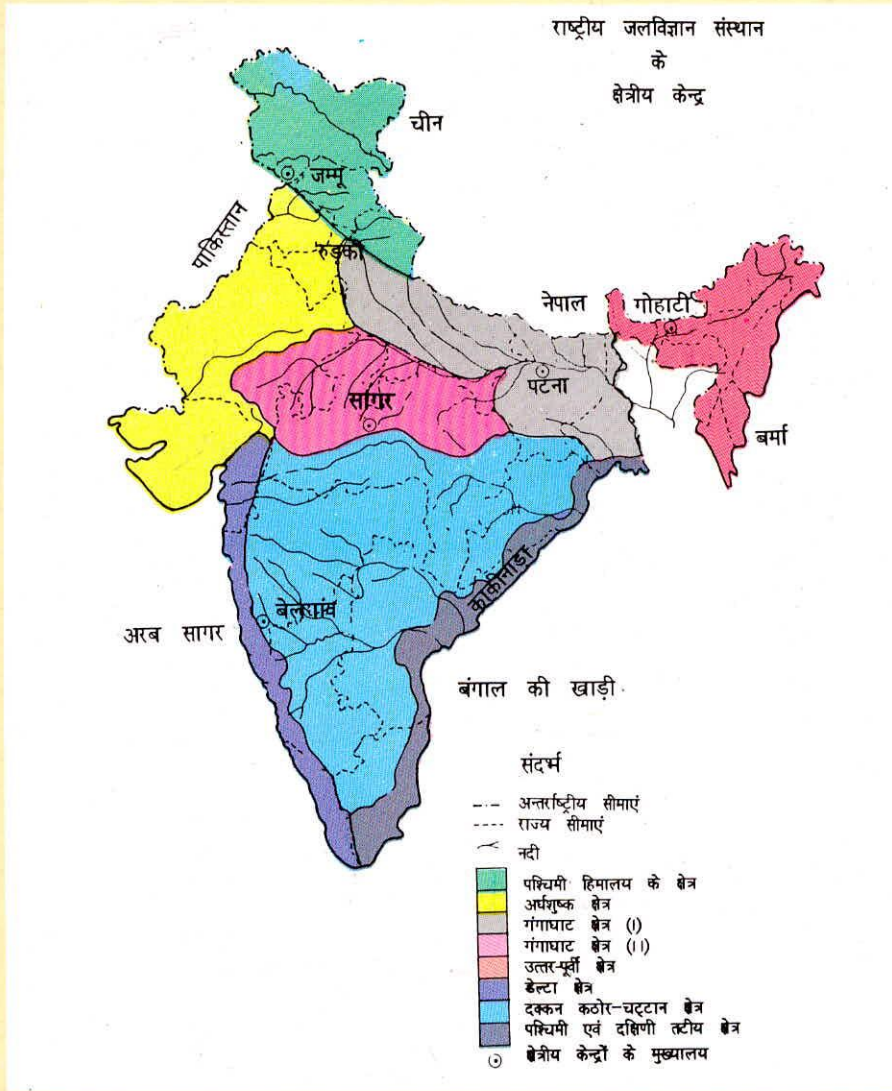 राष्ट्रीय जलविज्ञान संस्थान
के
क्षेत्रीय केन्द्र
चीन
जम्मू
पाकिस्तान
रुड़की
नेपाल
गोहाटी
पटना
सागर
बर्मा
काकीनाडा
बेलगांव
अरब सागर
बंगाल की खाड़ी
संदर्भ
अन्तर्राष्ट्रीय सीमाएं
राज्य सीमाएं
नदी
पश्चिमी हिमालय के क्षेत्र
अर्धशुष्क क्षेत्र
गंगाघाट क्षेत्र (I)
गंगाघाट क्षेत्र (II)
उत्तर-पूर्वी क्षेत्र
डेल्टा क्षेत्र
दक्कन कठोर-चट्टान क्षेत्र
पश्चिमी एवं दक्षिणी तटीय क्षेत्र
क्षेत्रीय केन्द्रों के मुख्यालय